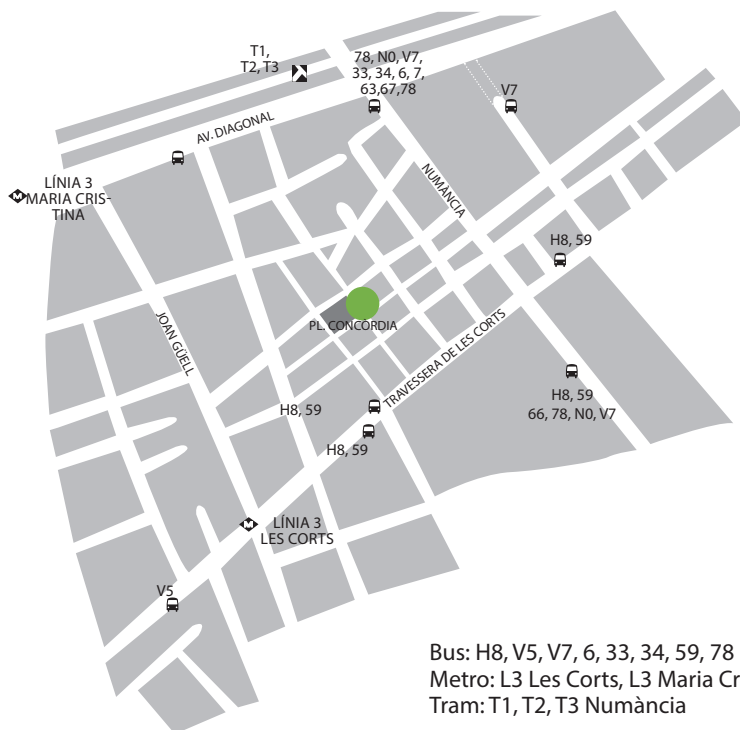 T1,
T2, T3
78, N0, V7,
33, 34, 6, 7,
63,67,78
V7
AV. DIAGONAL
LÍNIA 3
MARIA CRIS-
TINA
NUMÀNCIA
H8, 59
PL. CONCÒRDIA
JOAN GÜELL
TRAVESSERA DE LES CORTS
H8, 59
H8, 59
66, 78, N0, V7
H8, 59
LÍNIA 3
LES CORTS
V5
Bus: H8, V5, V7, 6, 33, 34, 59, 78
Metro: L3 Les Corts, L3 Maria Cr
Tram: T1, T2, T3 Numància